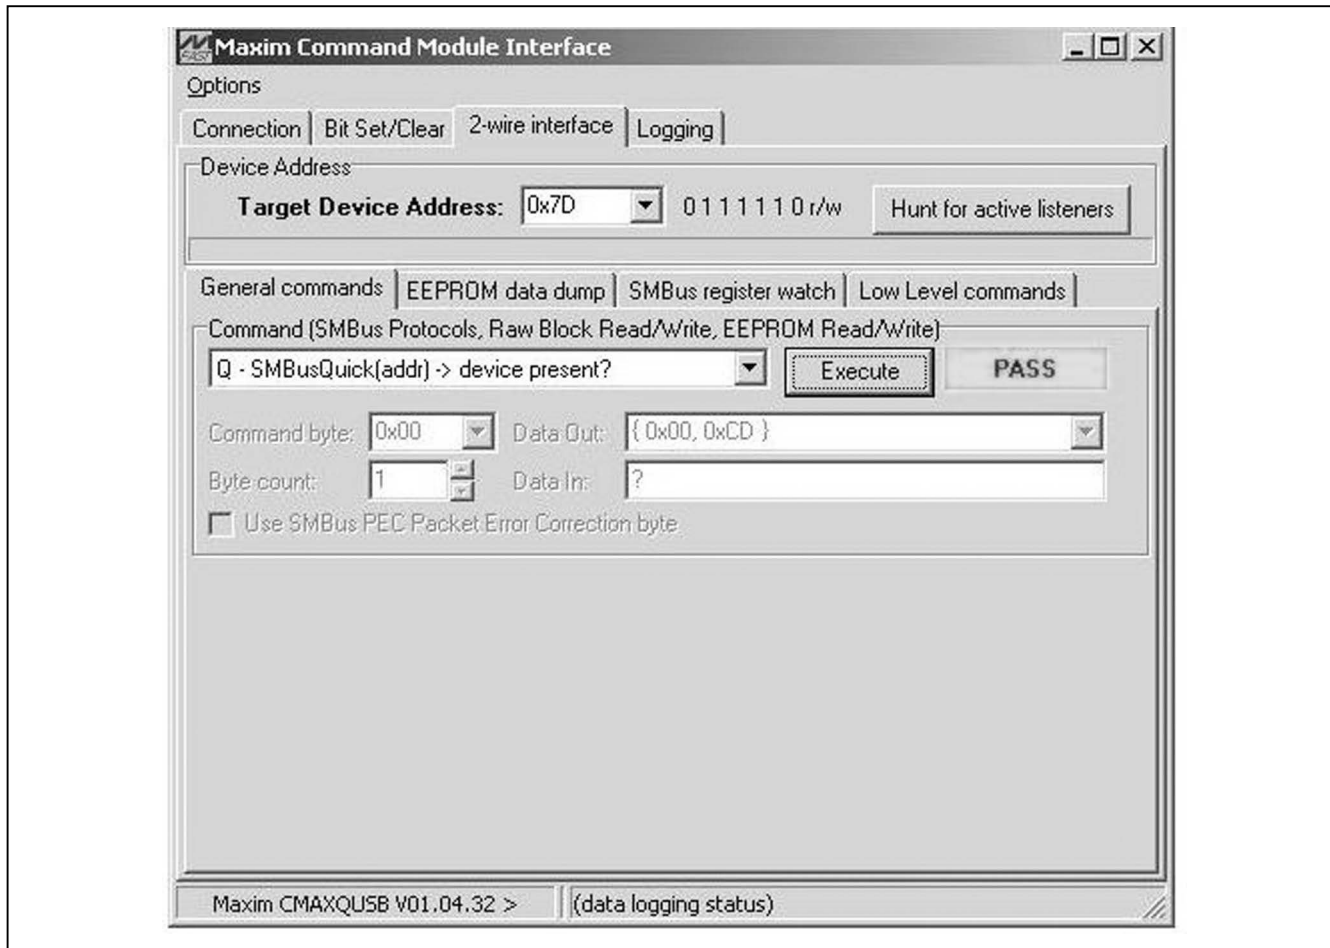 FAST Maxim Command Module Interface
Options
Connection Bit Set/Clear 2-wire interface Logging
Device Address
Target Device Address: 0x7D 0 1 1 1 1 1 0 r/w Hunt for active listeners
General commands EEPROM data dump SMBus register watch Low Level commands
Command (SMBus Protocols, Raw Block Read/Write, EEPROM Read/Write)
Q - SMBusQuick(addr) -> device present? Execute PASS
Command byte: 0x00 Data Out: { 0x00, 0xCD }
Byte count: 1 Data In: ?
Use SMBus PEC Packet Error Correction byte
Maxim CMAXQUSB V01.04.32 > (data logging status)